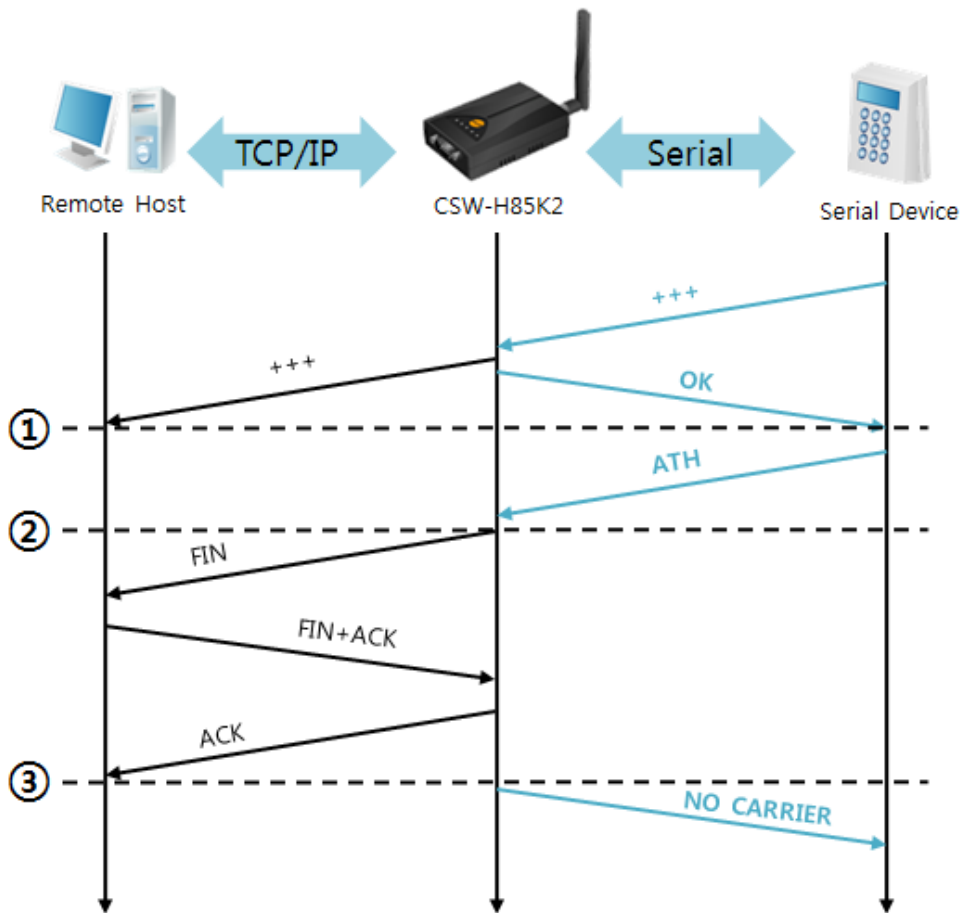 TCP/IP
Serial
Remote Host
CSW-H85K2
Serial Device
+++
+++
OK
①
ATH
②
FIN
FIN+ACK
ACK
③
NO CARRIER